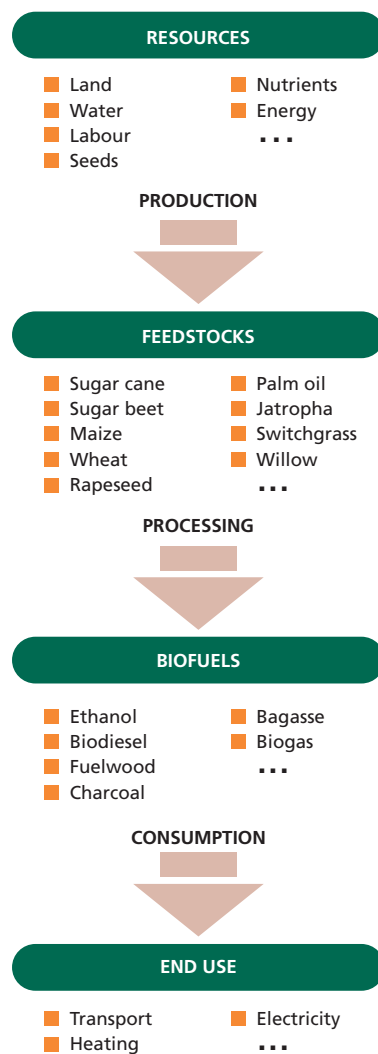 RESOURCES
Land
Water
Labour
Seeds
Nutrients
Energy
...
PRODUCTION
FEEDSTOCKS
Sugar cane
Sugar beet
Maize
Wheat
Rapeseed
Palm oil
Jatropha
Switchgrass
Willow
...
PROCESSING
BIOFUELS
Ethanol
Biodiesel
Fuelwood
Charcoal
Bagasse
Biogas
...
CONSUMPTION
END USE
Transport
Heating
Electricity
...